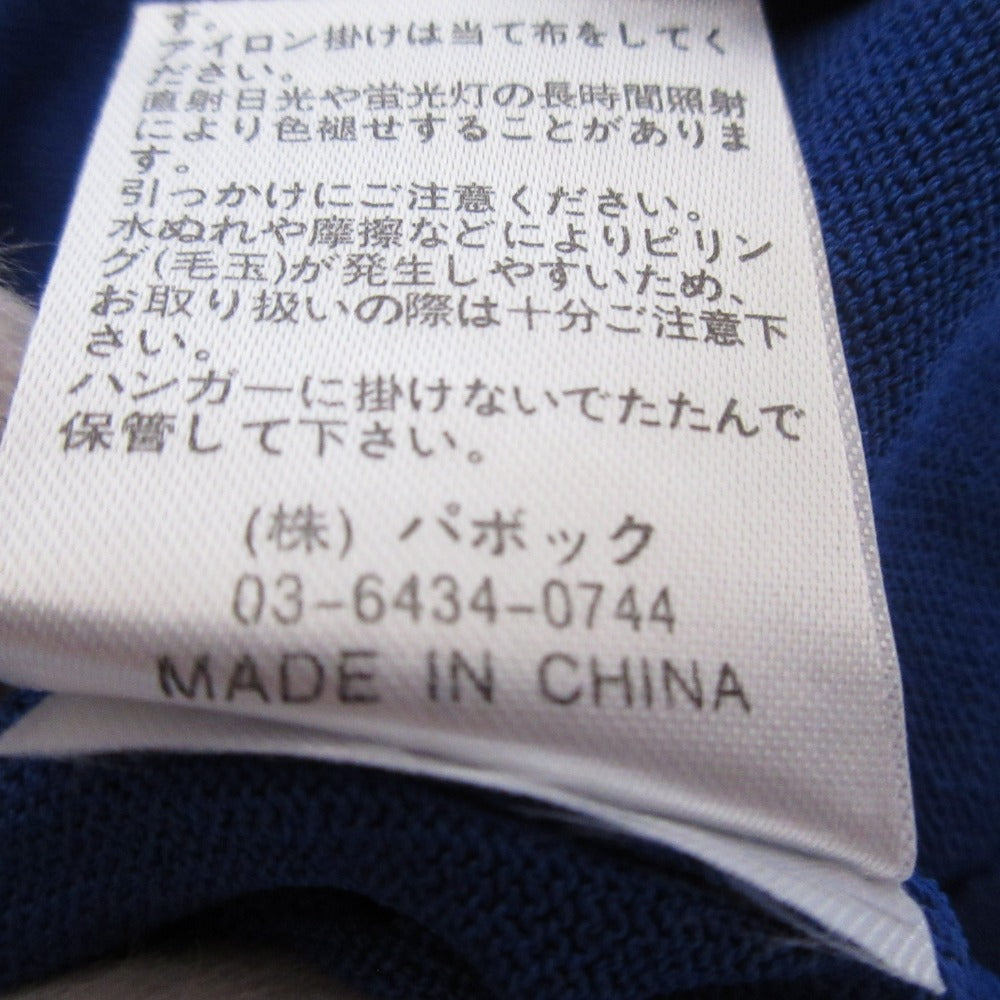 す。
アイロン掛けは当て布をしてく
ださい。
直射日光や蛍光灯の長時間照射
により色褪せすることがありま
す。
引っかけにご注意ください。
水ぬれや摩擦などによりピリン
グ(毛玉)が発生しやすいため、
お取り扱いの際は十分ご注意下
さい。
ハンガーに掛けないでたたんで
保管して下さい。
(株) パボック
03-6434-0744
MADE IN CHINA